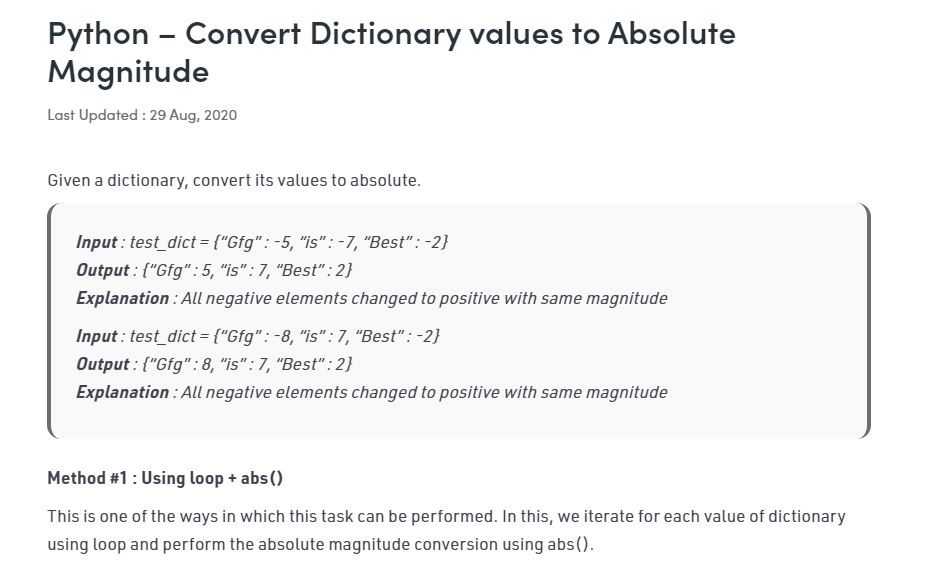 Python – Convert Dictionary values to Absolute
Magnitude
Last Updated : 29 Aug, 2020
Given a dictionary, convert its values to absolute.
Input : test_dict = {“Gfg” : -5, “is” : -7, “Best” : -2}
Output : {“Gfg” : 5, “is” : 7, “Best” : 2}
Explanation : All negative elements changed to positive with same magnitude
Input : test_dict = {“Gfg” : -8, “is” : 7, “Best” : -2}
Output : {“Gfg” : 8, “is” : 7, “Best” : 2}
Explanation : All negative elements changed to positive with same magnitude
Method #1 : Using loop + abs()
This is one of the ways in which this task can be performed. In this, we iterate for each value of dictionary
using loop and perform the absolute magnitude conversion using abs().